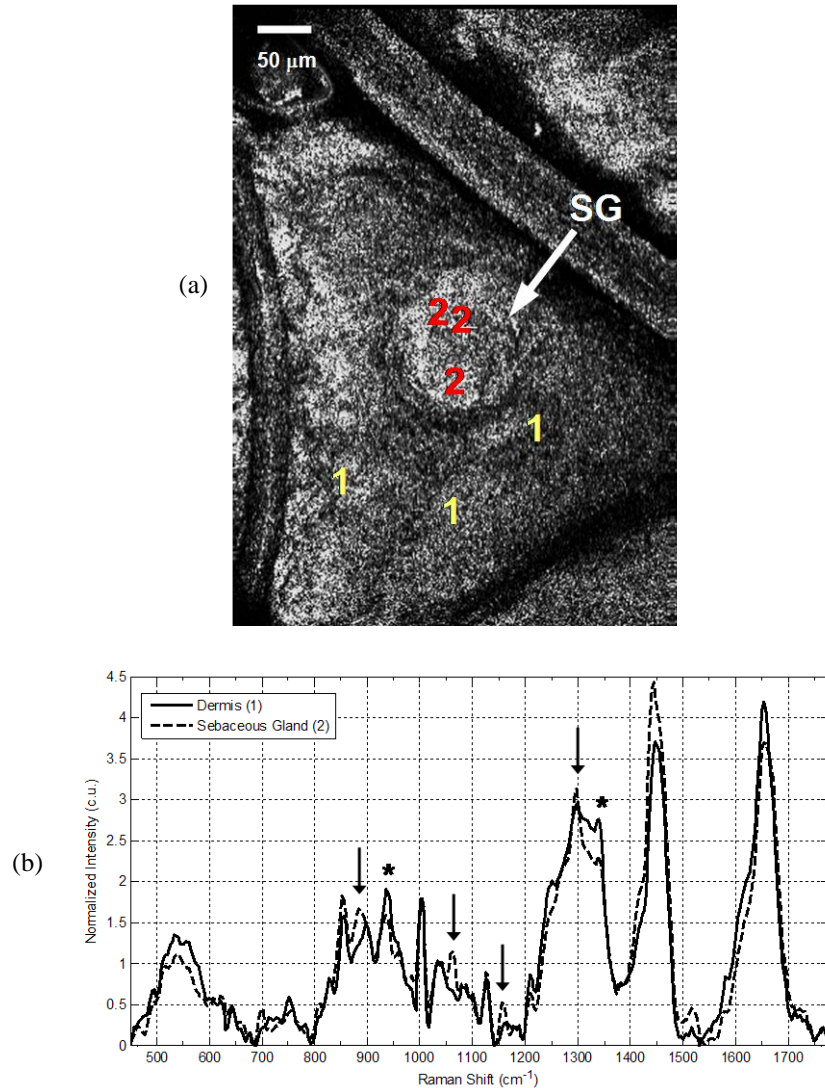 50 μm
SG
(a)
2 2
2
1
1
1
4.5
Dermis (1)
4
Sebaceous Gland (2)
3.5
3
*
2.5
(b)
2
*
1.5
1
0.5
0
Normalized Intensity (c.u.)
500 600 700 800 900 1000 1100 1200 1300 1400 1500 1600 1700
Raman Shift (cm⁻¹)